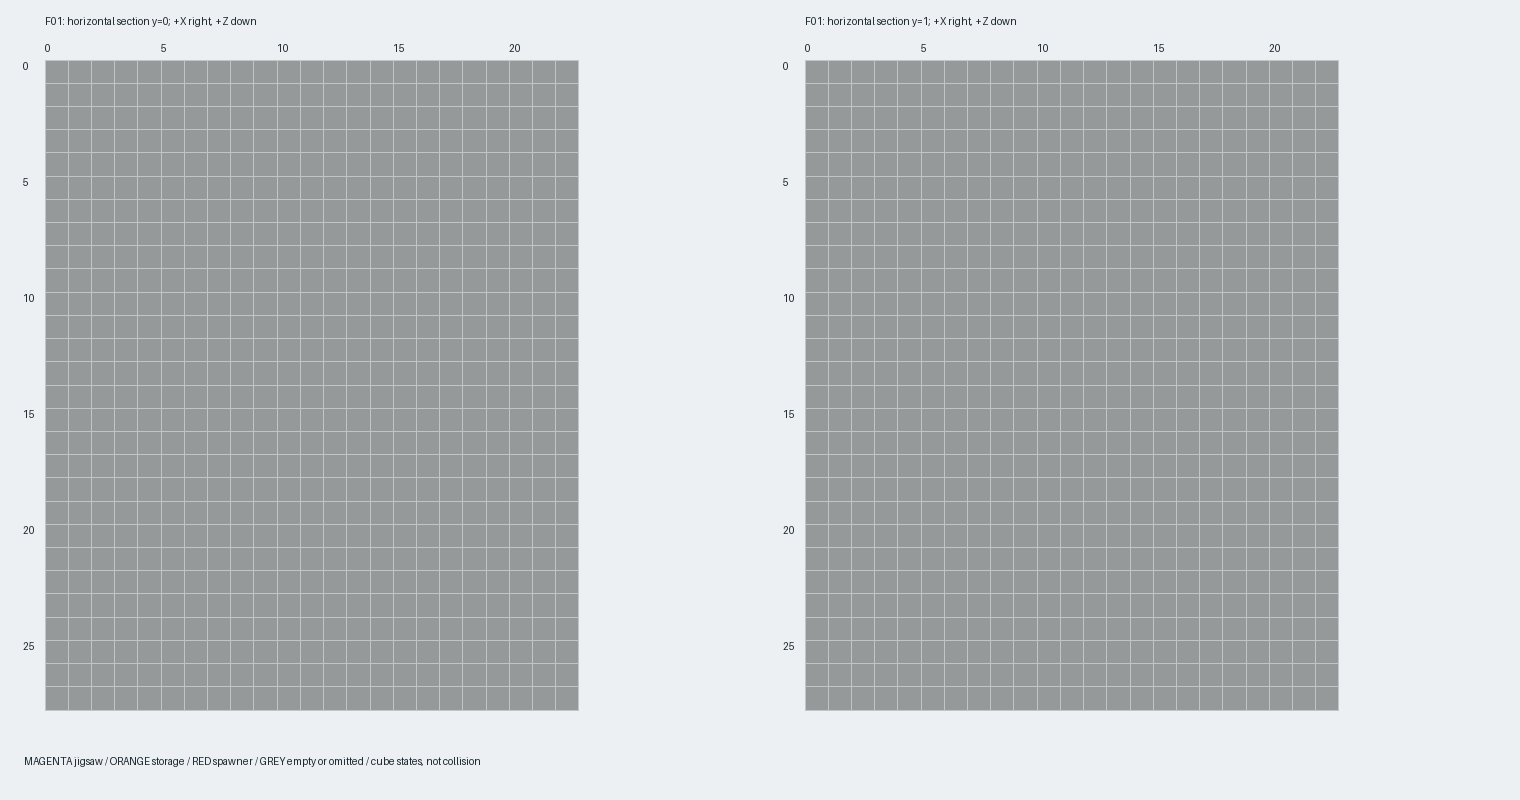 F01: horizontal section y=0; +X right, +Z down
F01: horizontal section y=1; +X right, +Z down
0 5 10 15 20
0 5 10 15 20
0
5
10
15
20
25
0
5
10
15
20
25
MAGENTA jigsaw / ORANGE storage / RED spawner / GREY empty or omitted / cube states, not collision